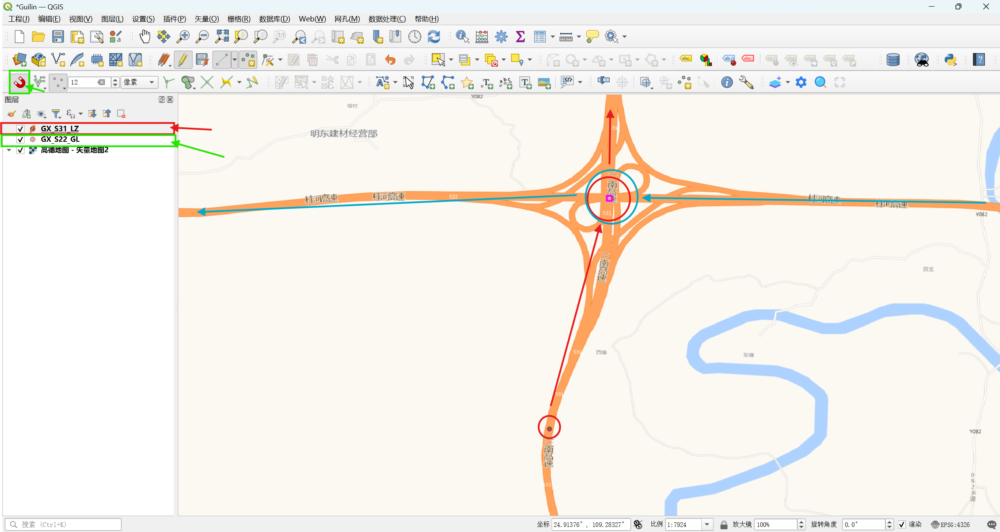 *Guilin — QGIS
工程(J) 编辑(E) 视图(V) 图层(L) 设置(S) 插件(P) 矢量(O) 栅格(R) 数据库(D) Web(W) 网孔(M) 数据处理(C) 帮助(H)
12 像素
图层
GX_S31_LZ
GX_S22_GL
高德地图 - 矢量地图2
Y082
培村
S31
明东建材经营部
三南高速
桂河高速
桂河高速
S22
桂河高速
桂河高速
S31
Y082
三南高速
回龙
S31
西塘
东塘
S31
Y082
三南高速
S31
082乡道
搜索 (Ctrl+K)
坐标 24.91376°, 109.28327° 比例 1:7924 放大镜 100% 旋转角度 0.0° 渲染 EPSG:4326